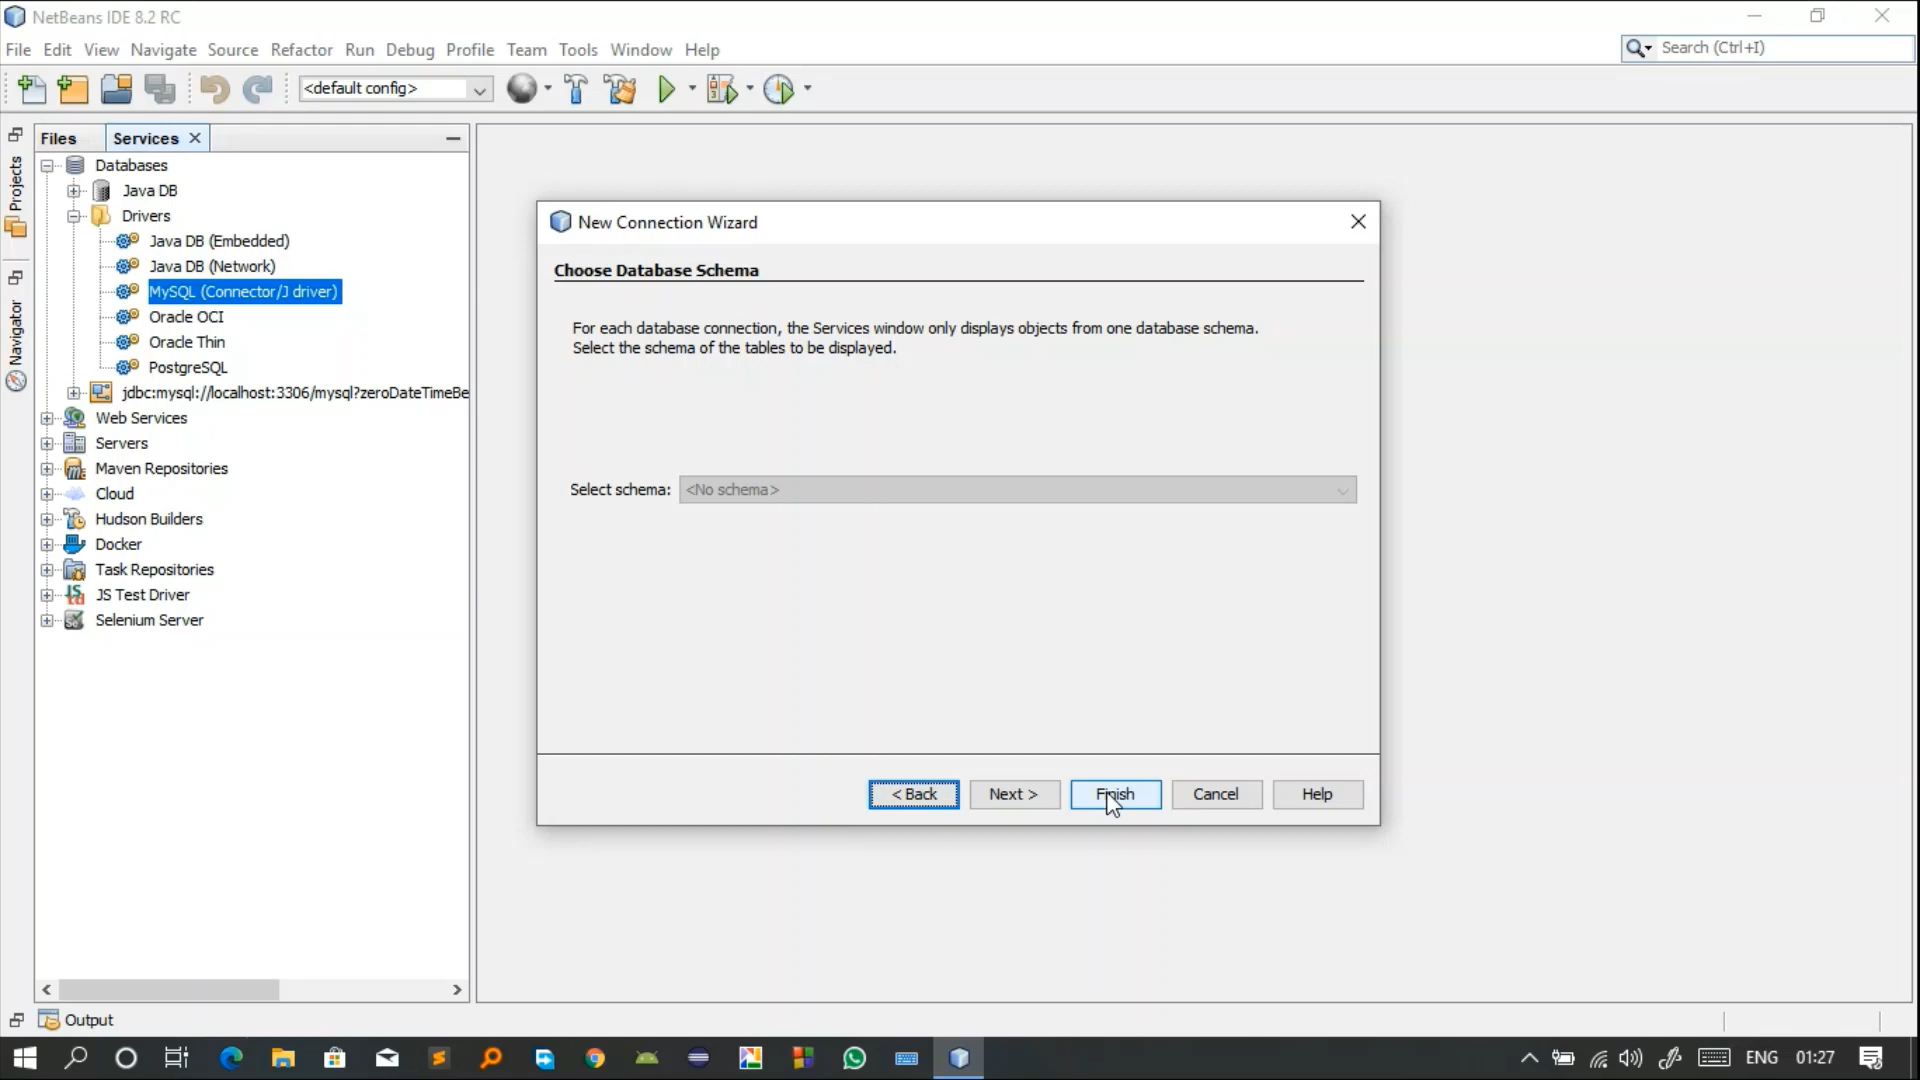 NetBeans IDE 8.2 RC
File Edit View Navigate Source Refactor Run Debug Profile Team Tools Window Help
Search (Ctrl+I)
<default config>
Files
Services
Projects
Navigator
Databases
Java DB
Drivers
Java DB (Embedded)
Java DB (Network)
MySQL (Connector/J driver)
Oracle OCI
Oracle Thin
PostgreSQL
jdbc:mysql://localhost:3306/mysql?zeroDateTimeBe
Web Services
Servers
Maven Repositories
Cloud
Hudson Builders
Docker
Task Repositories
JS Test Driver
Selenium Server
New Connection Wizard
Choose Database Schema
For each database connection, the Services window only displays objects from one database schema.
Select the schema of the tables to be displayed.
Select schema: <No schema>
< Back Next > Finish Cancel Help
Output
ENG 01:27